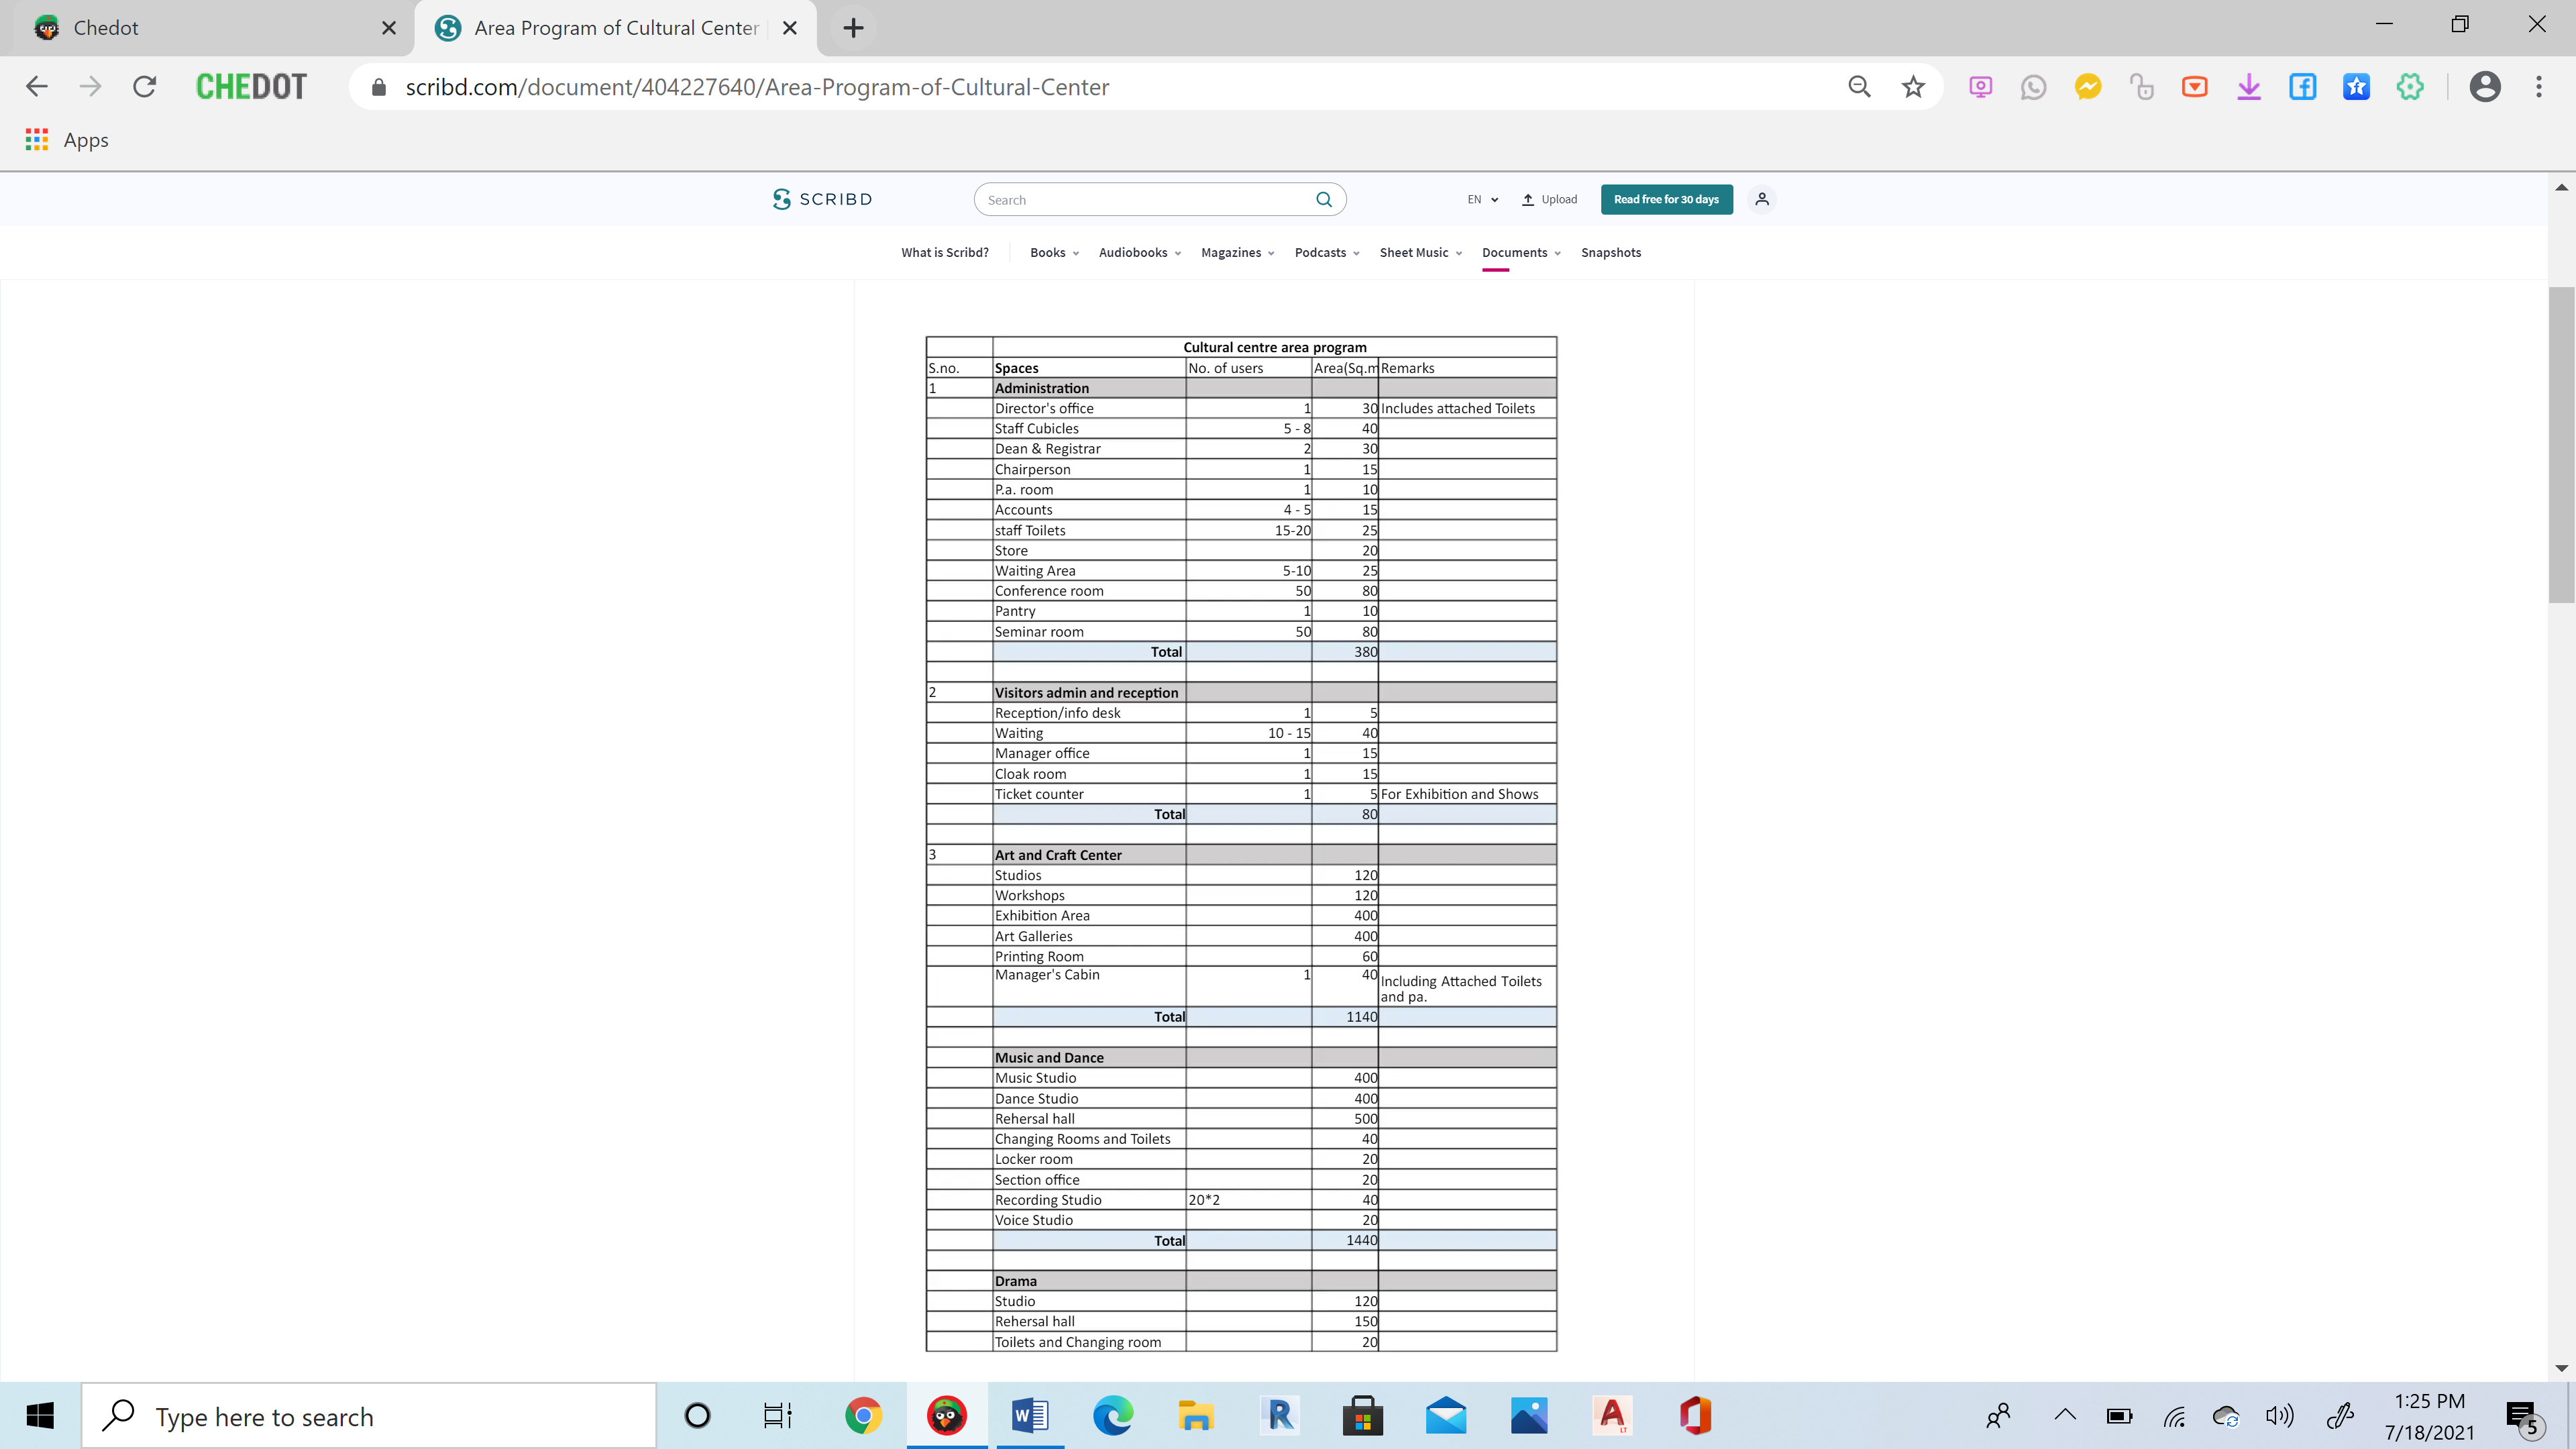 Chedot
Area Program of Cultural Center
CHEDOT
scribd.com/document/404227640/Area-Program-of-Cultural-Center
Apps
SCRIBD
Search
EN
Upload
Read free for 30 days
What is Scribd? Books Audiobooks Magazines Podcasts Sheet Music Documents Snapshots
Cultural centre area program
S.no. Spaces No. of users Area(Sq.m Remarks
1 Administration
Director's office 1 30 Includes attached Toilets
Staff Cubicles 5 - 8 40
Dean & Registrar 2 30
Chairperson 1 15
P.a. room 1 10
Accounts 4 - 5 15
staff Toilets 15-20 25
Store 20
Waiting Area 5-10 25
Conference room 50 80
Pantry 1 10
Seminar room 50 80
Total 380
2 Visitors admin and reception
Reception/info desk 1 5
Waiting 10 - 15 40
Manager office 1 15
Cloak room 1 15
Ticket counter 1 5 For Exhibition and Shows
Total 80
3 Art and Craft Center
Studios 120
Workshops 120
Exhibition Area 400
Art Galleries 400
Printing Room 60
Manager's Cabin 1 40 Including Attached Toilets
and pa.
Total 1140
Music and Dance
Music Studio 400
Dance Studio 400
Rehersal hall 500
Changing Rooms and Toilets 40
Locker room 20
Section office 20
Recording Studio 20*2 40
Voice Studio 20
Total 1440
Drama
Studio 120
Rehersal hall 150
Toilets and Changing room 20
Type here to search
W
R
A
LT
1:25 PM
7/18/2021
5